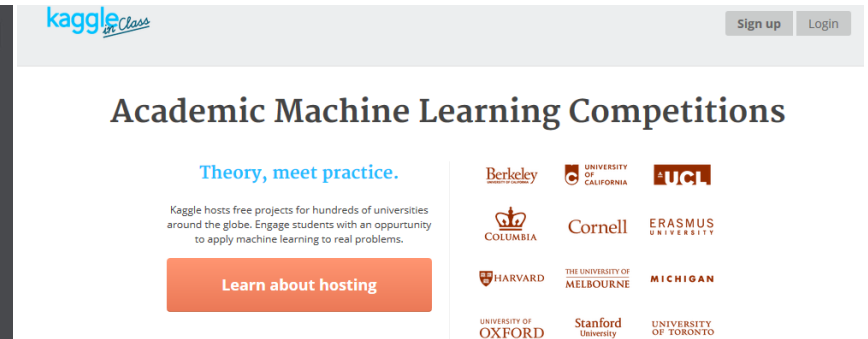 kaggle in Class
Sign up
Login
Academic Machine Learning Competitions
Theory, meet practice.
Kaggle hosts free projects for hundreds of universities
around the globe. Engage students with an oppurtunity
to apply machine learning to real problems.
Learn about hosting
Berkeley
UNIVERSITY OF CALIFORNIA
UNIVERSITY
OF
CALIFORNIA
UCL
COLUMBIA
Cornell
ERASMUS
UNIVERSITY
HARVARD
THE UNIVERSITY OF
MELBOURNE
MICHIGAN
UNIVERSITY OF
OXFORD
Stanford
University
UNIVERSITY
OF TORONTO